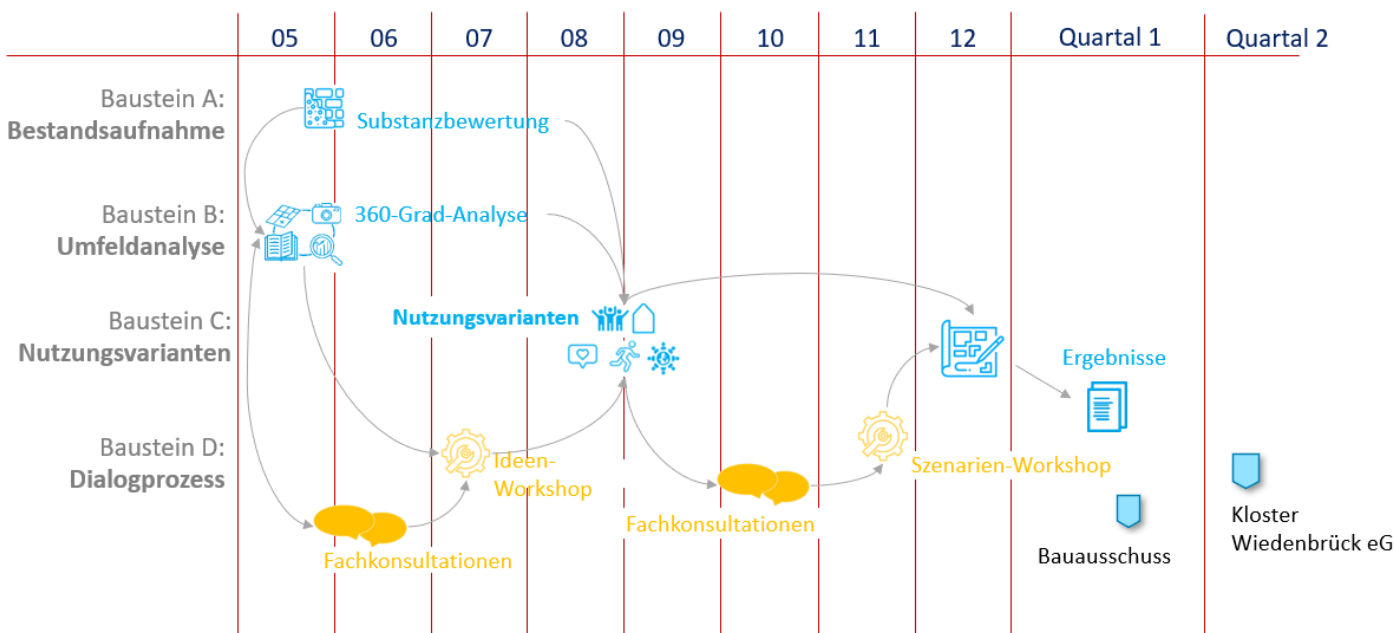 05 06 07 08 09 10 11 12 Quartal 1 Quartal 2
Baustein A:
Bestandsaufnahme
Substanzbewertung
Baustein B:
Umfeldanalyse
360-Grad-Analyse
Baustein C:
Nutzungsvarianten
Nutzungsvarianten
Ergebnisse
Baustein D:
Dialogprozess
Ideen-
Workshop
Szenarien-Workshop
Fachkonsultationen
Fachkonsultationen
Bauausschuss
Kloster
Wiedenbrück eG